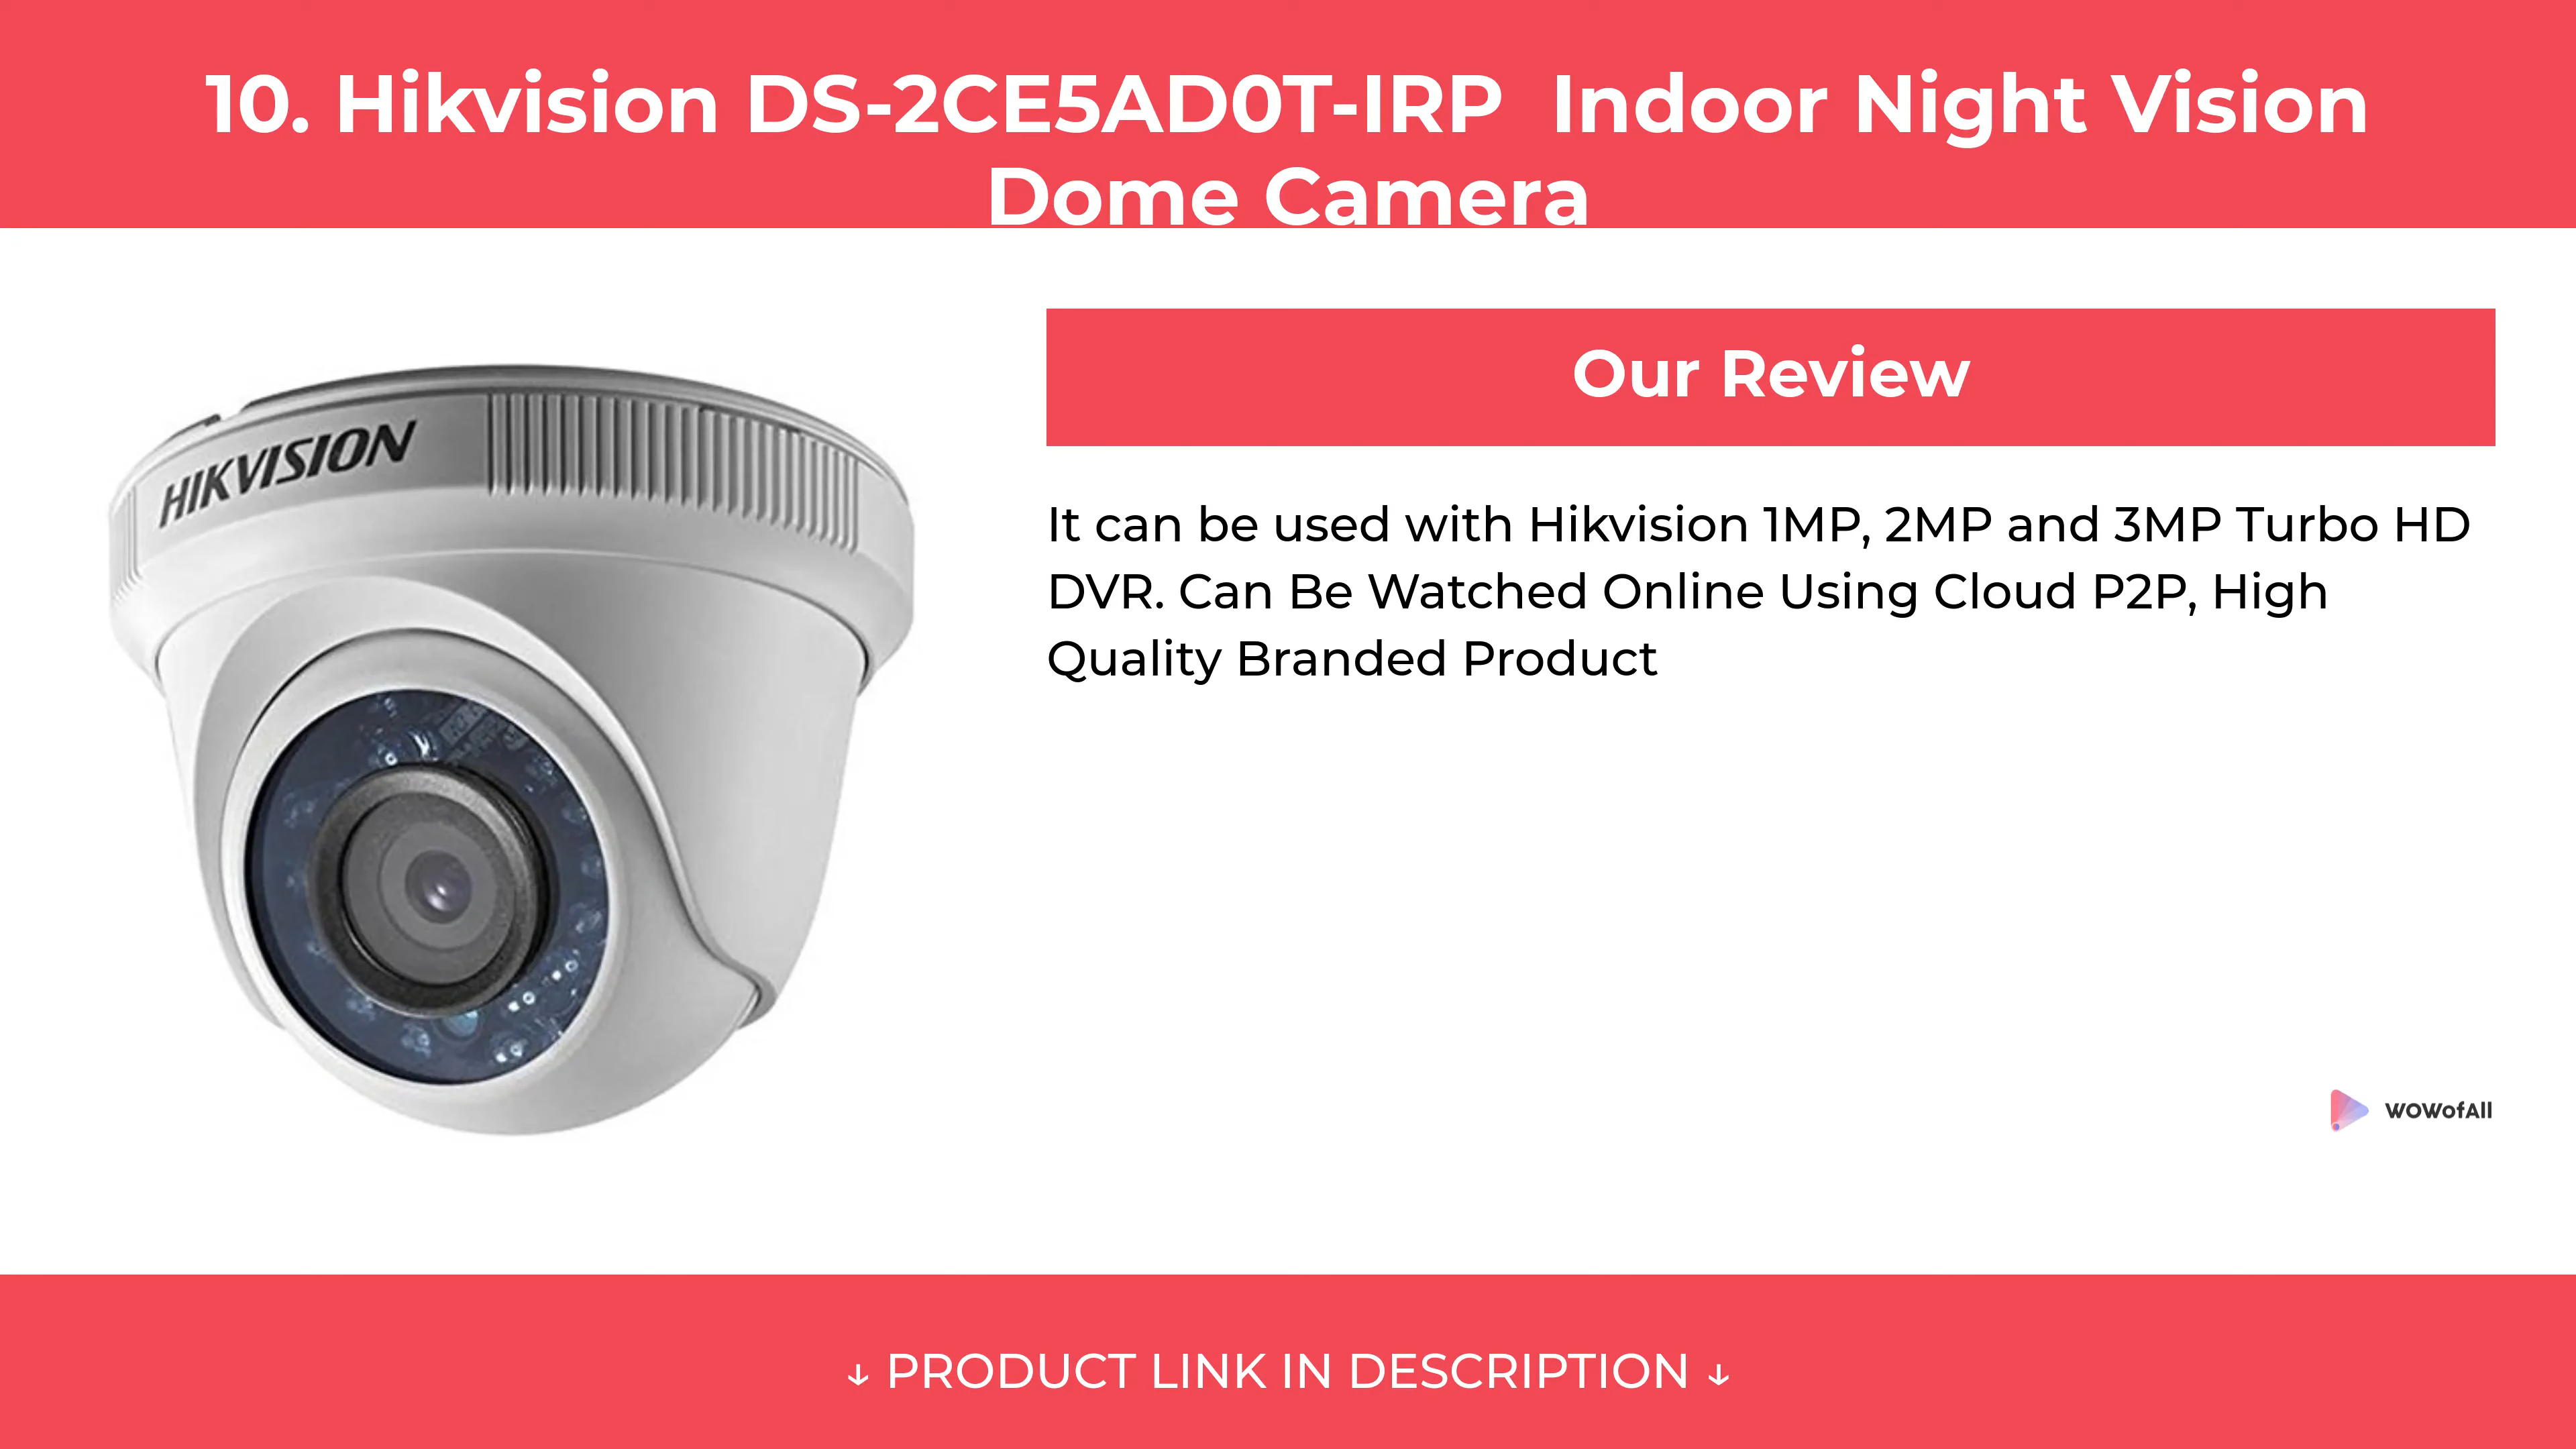 10. Hikvision DS-2CE5AD0T-IRP  Indoor Night Vision
Dome Camera
HIKVISION
Our Review
It can be used with Hikvision 1MP, 2MP and 3MP Turbo HD
DVR. Can Be Watched Online Using Cloud P2P, High
Quality Branded Product
WOWofAll
↓ PRODUCT LINK IN DESCRIPTION ↓